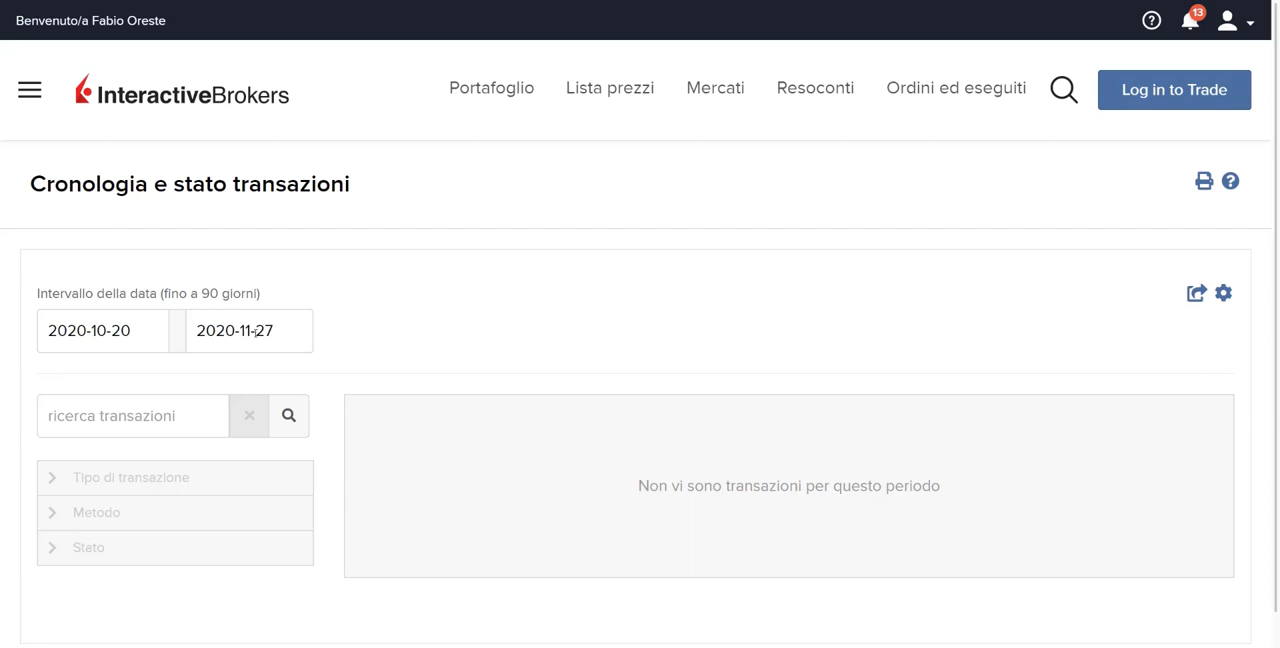 Benvenuto/a Fabio Oreste
13
InteractiveBrokers
Portafoglio
Lista prezzi
Mercati
Resoconti
Ordini ed eseguiti
Log in to Trade
Cronologia e stato transazioni
Intervallo della data (fino a 90 giorni)
2020-10-20
2020-11-27
ricerca transazioni
Tipo di transazione
Metodo
Stato
Non vi sono transazioni per questo periodo